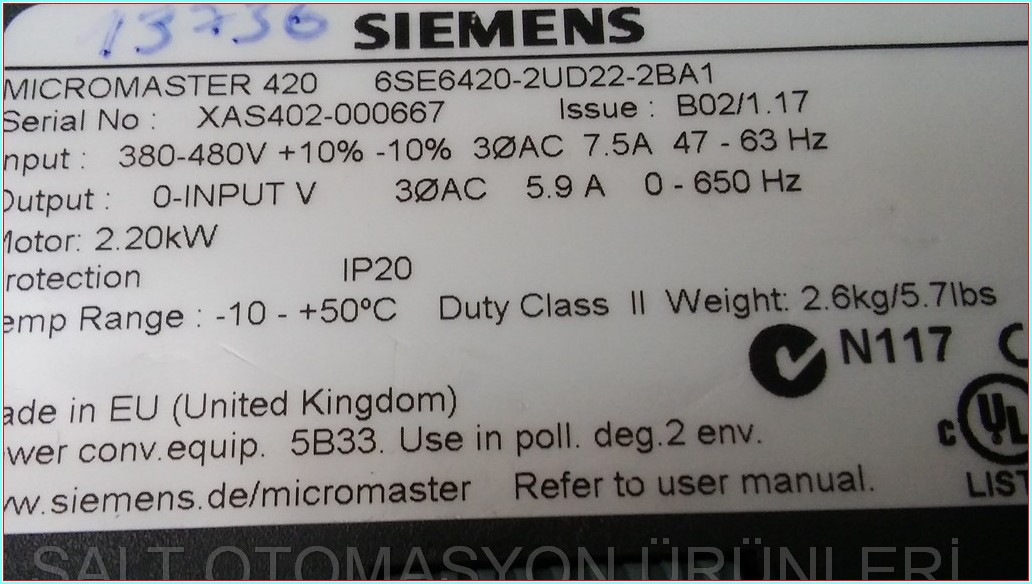 13736
SIEMENS
MICROMASTER 420 6SE6420-2UD22-2BA1
Serial No : XAS402-000667 Issue : B02/1.17
nput : 380-480V +10% -10% 3ØAC 7.5A 47 - 63 Hz
Output : 0-INPUT V 3ØAC 5.9 A 0 - 650 Hz
Motor: 2.20kW
rotection IP20
emp Range : -10 - +50ºC Duty Class II Weight: 2.6kg/5.7lbs
N117
ade in EU (United Kingdom)
wer conv.equip. 5B33. Use in poll. deg.2 env.
c UL
w.siemens.de/micromaster Refer to user manual.
LIST
SALT OTOMASYON ÜRÜNLERİ